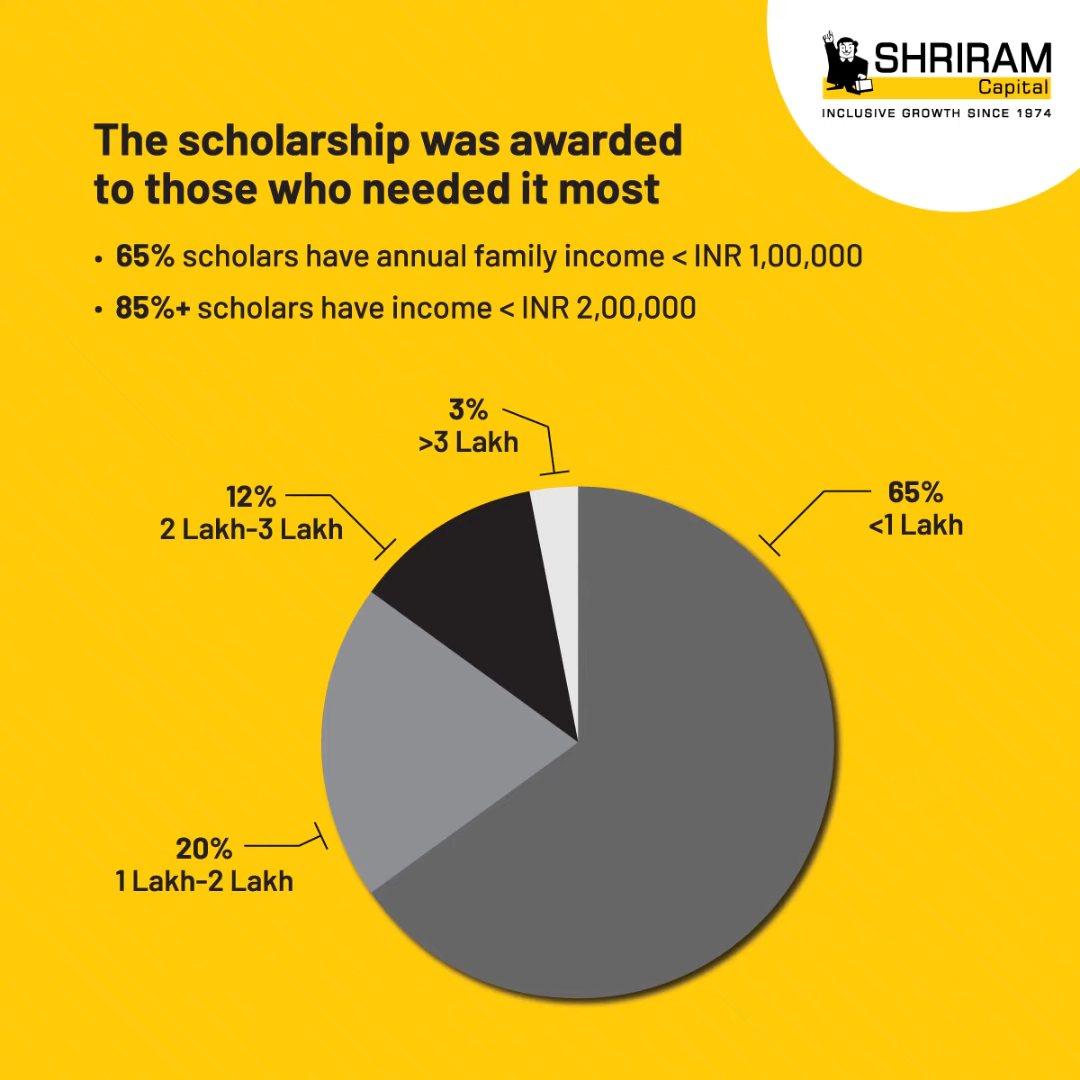 SHRIRAM
Capital
INCLUSIVE GROWTH SINCE 1974
The scholarship was awarded
to those who needed it most
• 65% scholars have annual family income < INR 1,00,000
• 85%+ scholars have income < INR 2,00,000
3%
>3 Lakh
12%
2 Lakh-3 Lakh
65%
<1 Lakh
20%
1 Lakh-2 Lakh